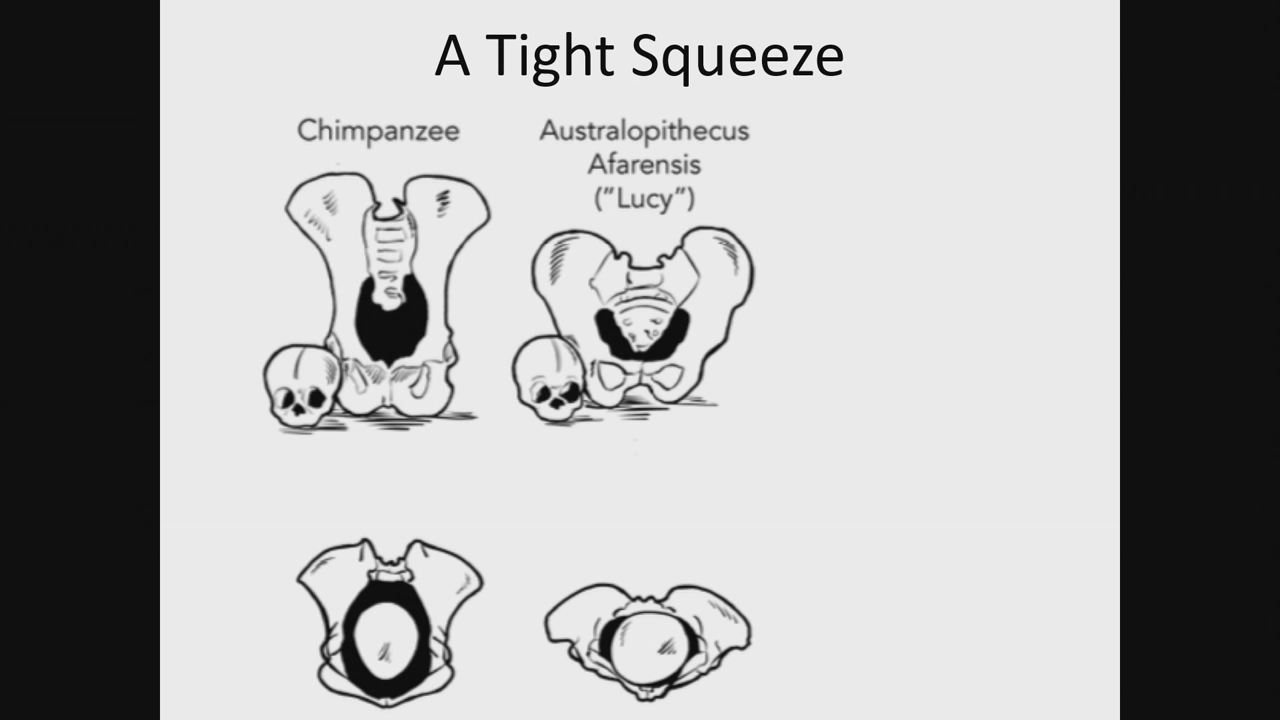 A Tight Squeeze
Chimpanzee
Australopithecus
Afarensis
("Lucy")